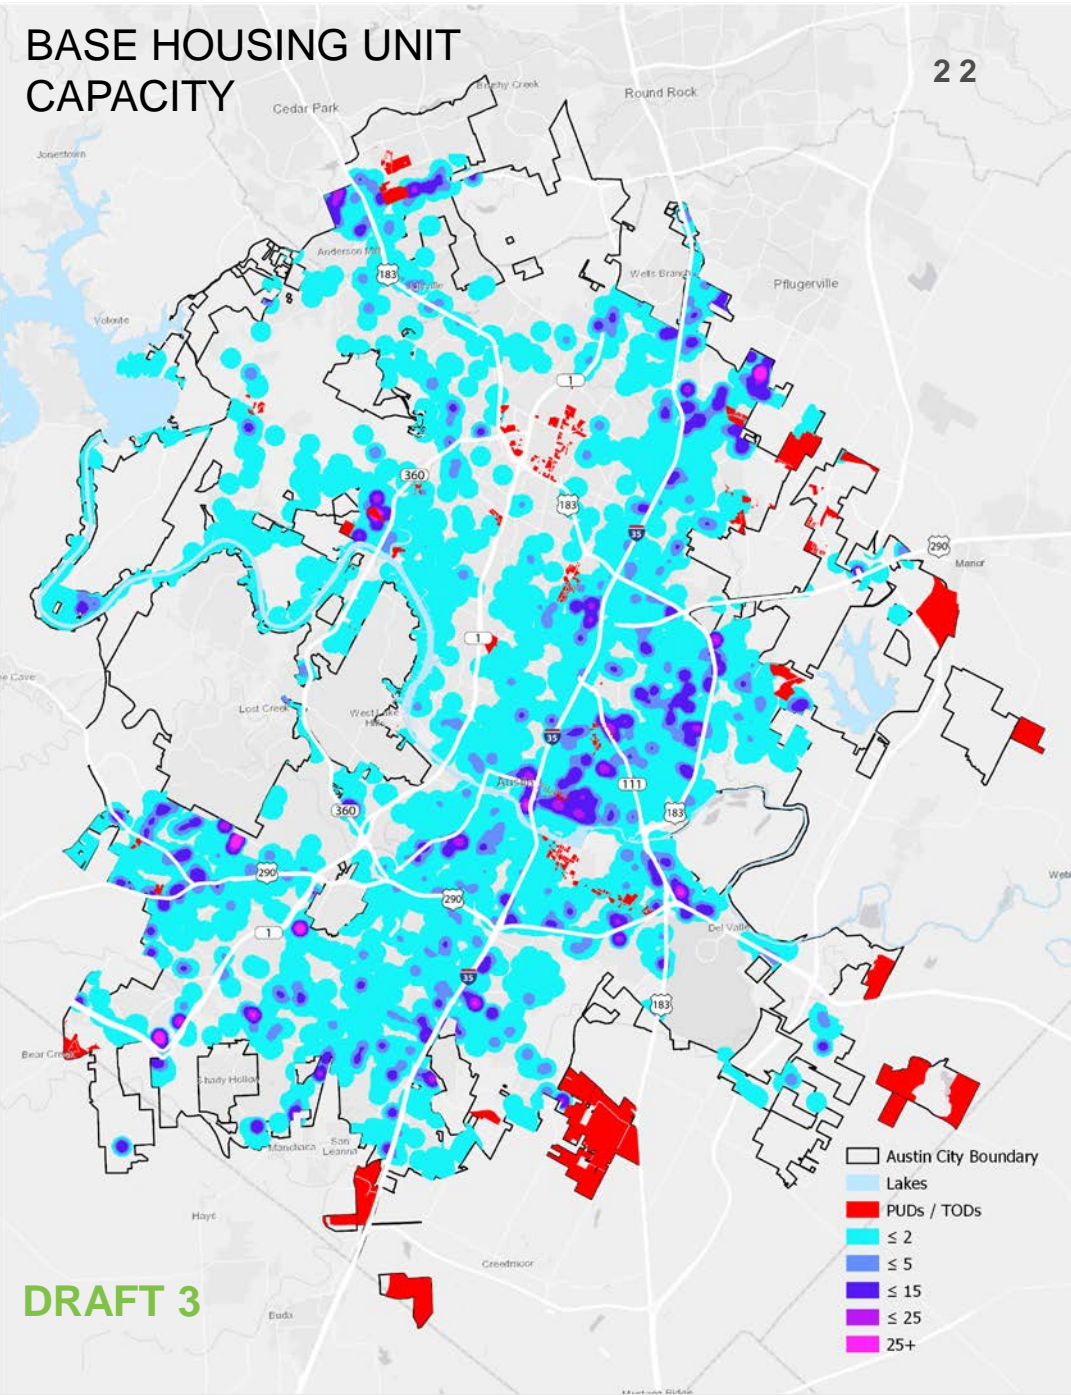 BASE HOUSING UNIT
CAPACITY
22
Brushy Creek
Cedar Park
Round Rock
Jonestown
Anderson Mill
183
Wells Branch
Jollyville
Pflugerville
Volente
1
360
183
35
290
Manor
1
Lost Creek
West Lake
Hills
35
Austin
111
360
183
290
290
1
Del Valle
35
183
Bear Creek
Shady Hollow
Manchaca
San
Leanna
Hays
Creedmoor
Buda
Mustang Ridge
DRAFT 3
Austin City Boundary
Lakes
PUDs / TODs
≤ 2
≤ 5
≤ 15
≤ 25
25+